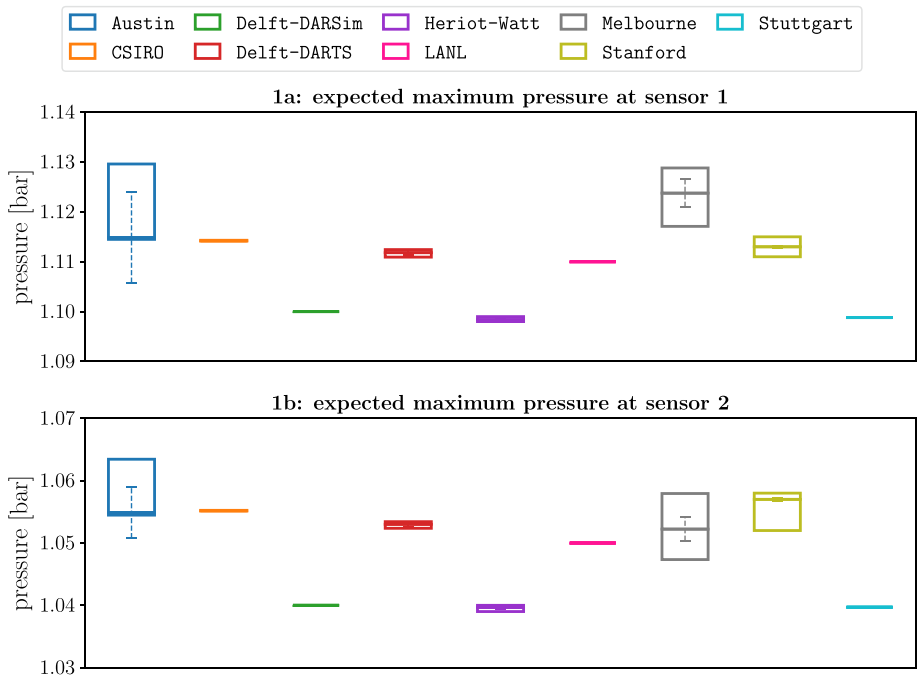 Austin Delft-DARSim Heriot-Watt Melbourne Stuttgart
CSIRO Delft-DARTS LANL Stanford
1a: expected maximum pressure at sensor 1
pressure [bar]
1.14
1.13
1.12
1.11
1.10
1.09
1b: expected maximum pressure at sensor 2
pressure [bar]
1.07
1.06
1.05
1.04
1.03